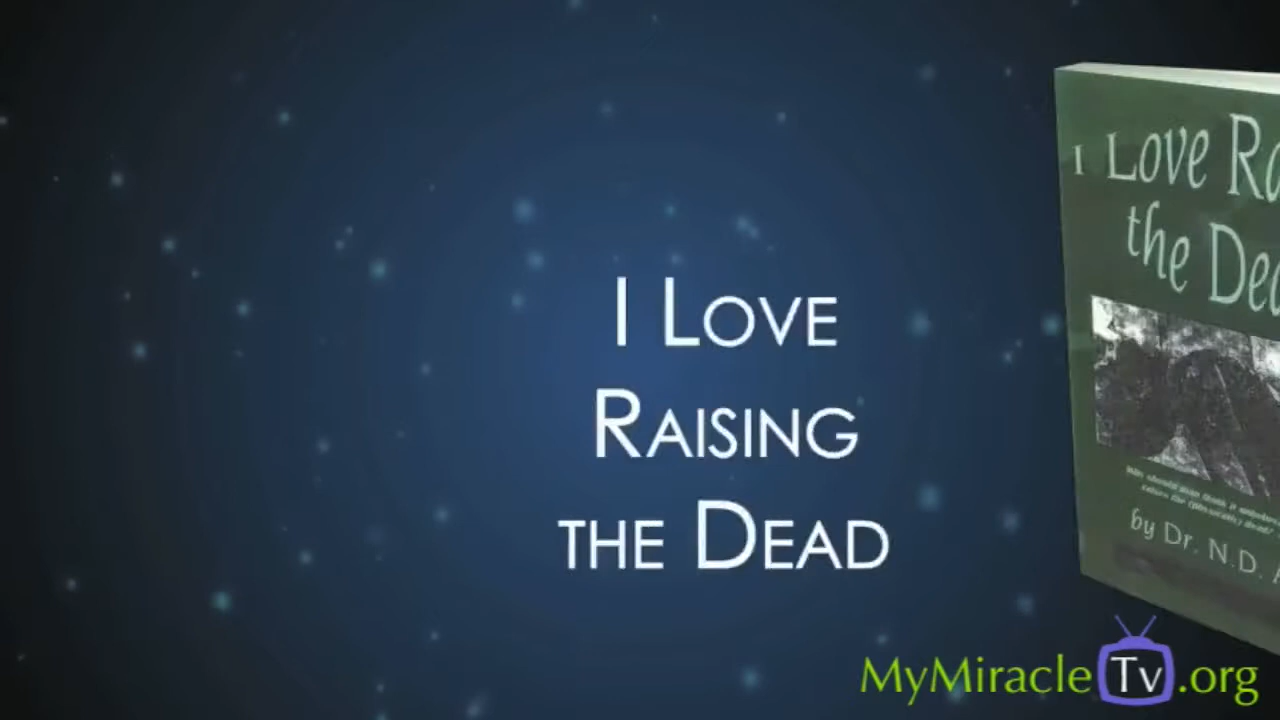 I LOVE
RAISING
THE DEAD
I Love Ra
the Dea
by Dr. N.D. A
MyMiracleTv.org